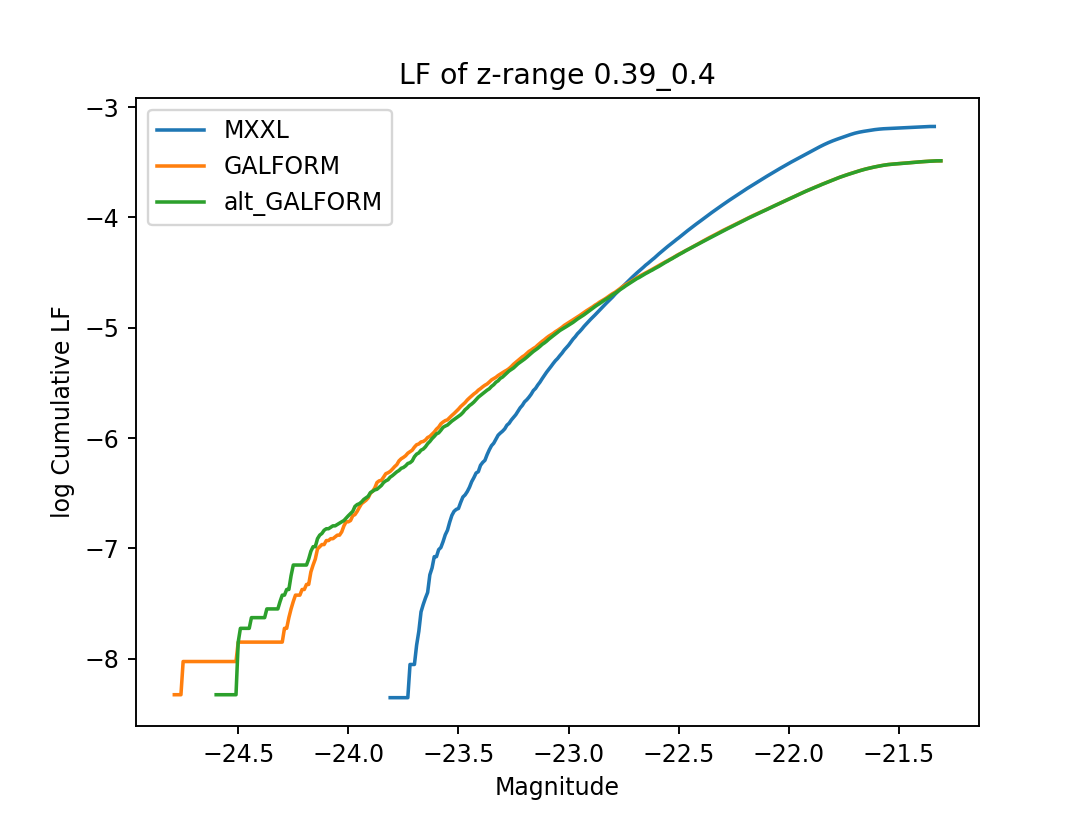 LF of z-range 0.39_0.4
MXXL
GALFORM
alt_GALFORM
log Cumulative LF
−3
−4
−5
−6
−7
−8
−24.5
−24.0
−23.5
−23.0
−22.5
−22.0
−21.5
Magnitude